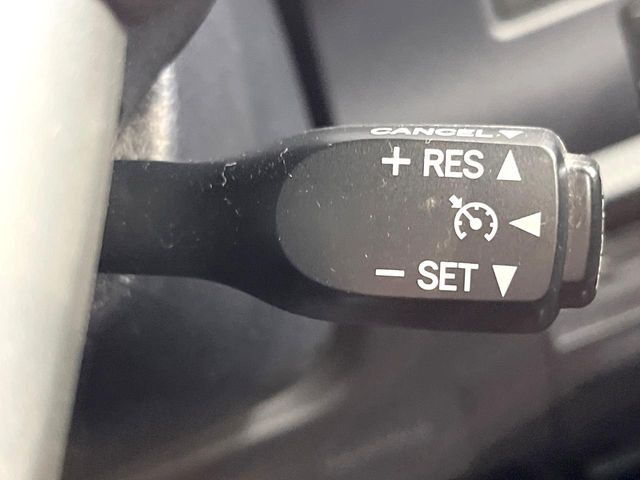 CANCEL ▼
+ RES ▲
◀
− SET ▼